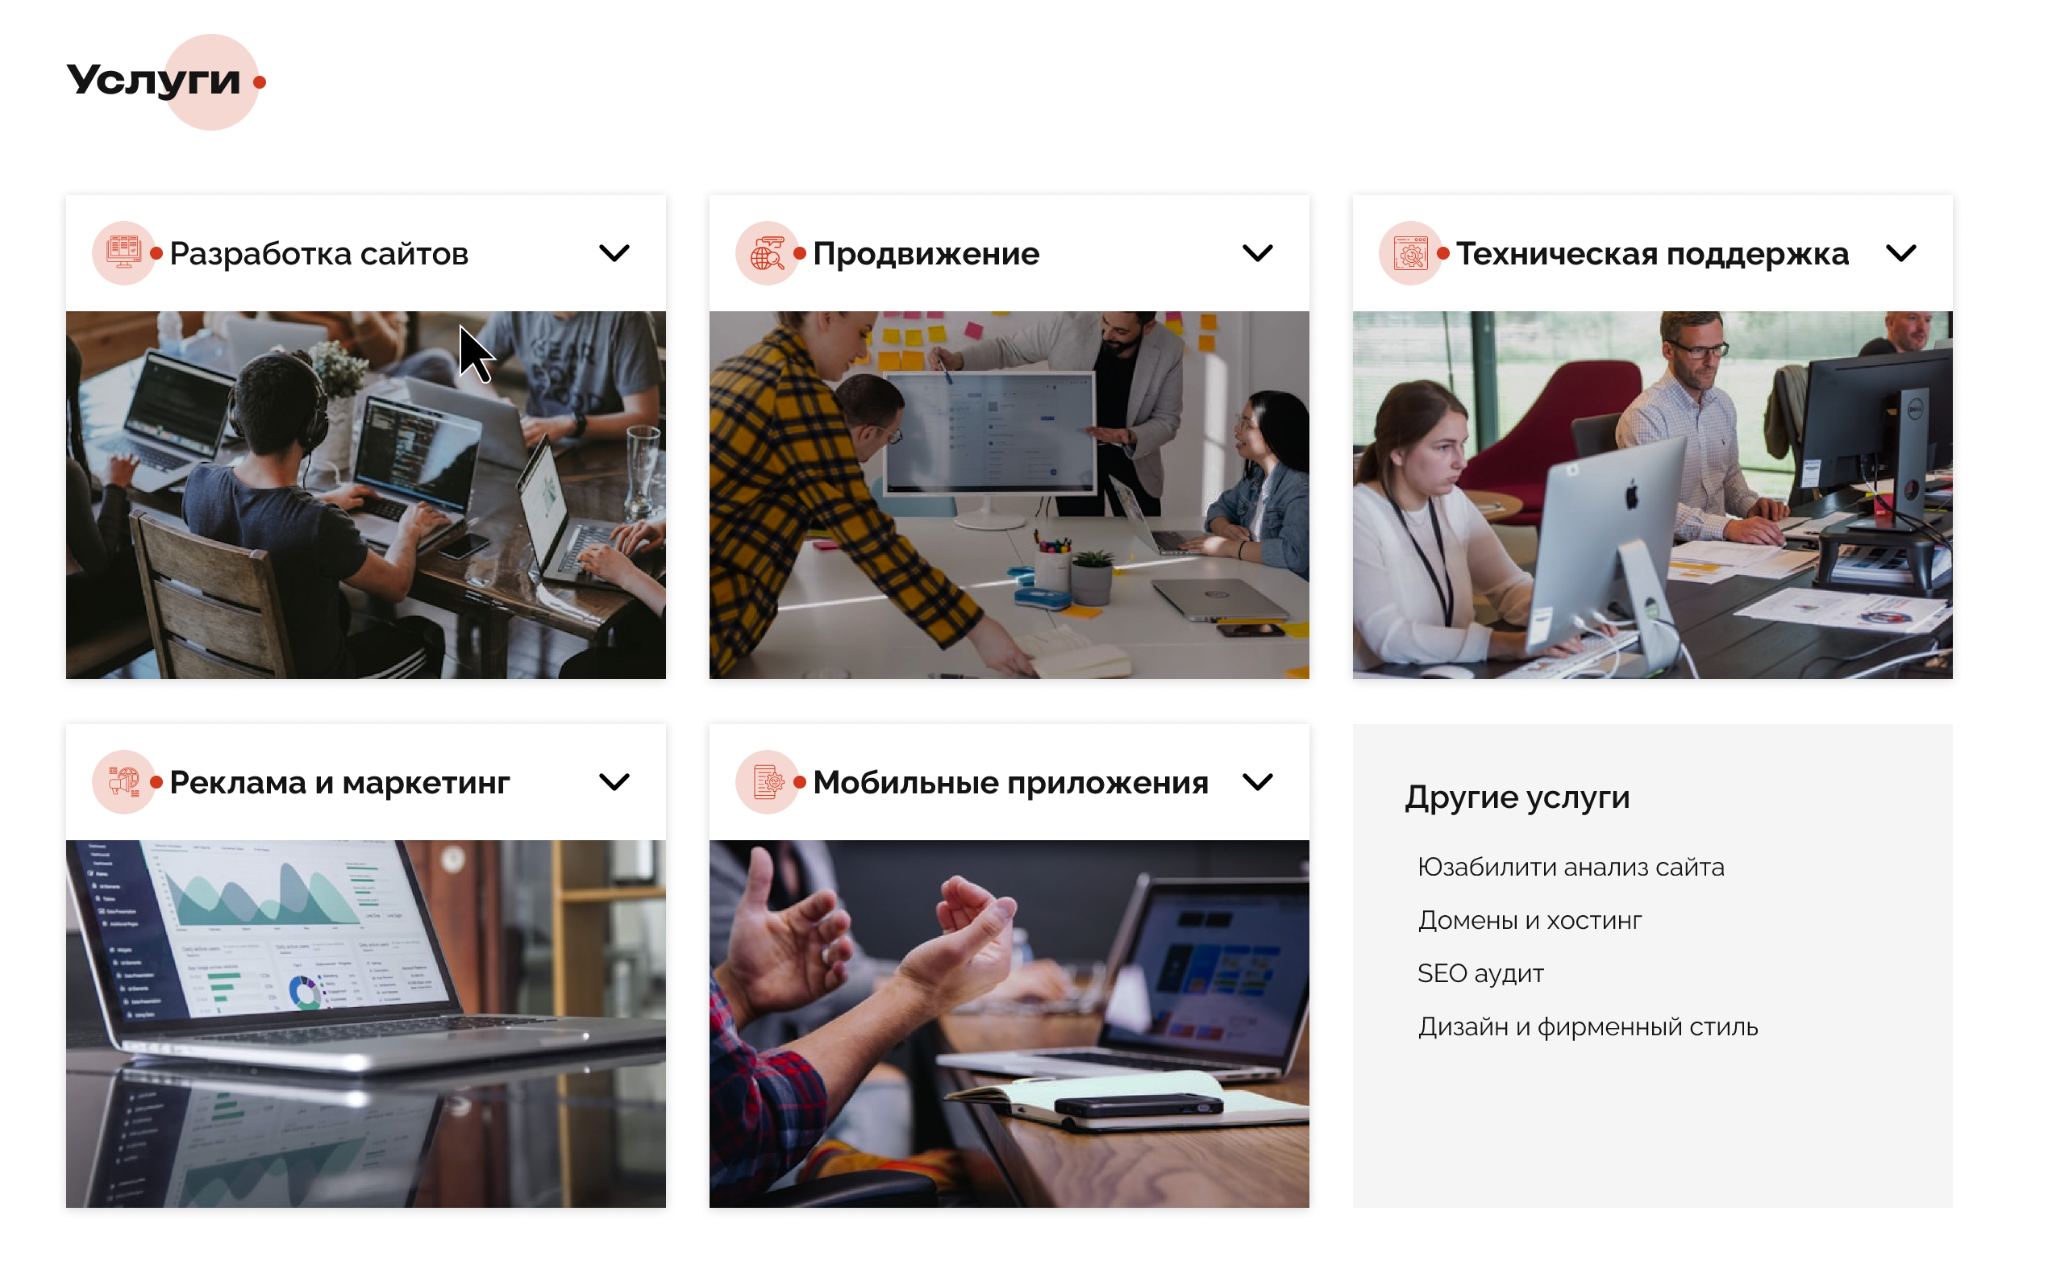 Услуги
Разработка сайтов
Продвижение
Техническая поддержка
Реклама и маркетинг
Мобильные приложения
Другие услуги
Юзабилити анализ сайта
Домены и хостинг
SEO аудит
Дизайн и фирменный стиль